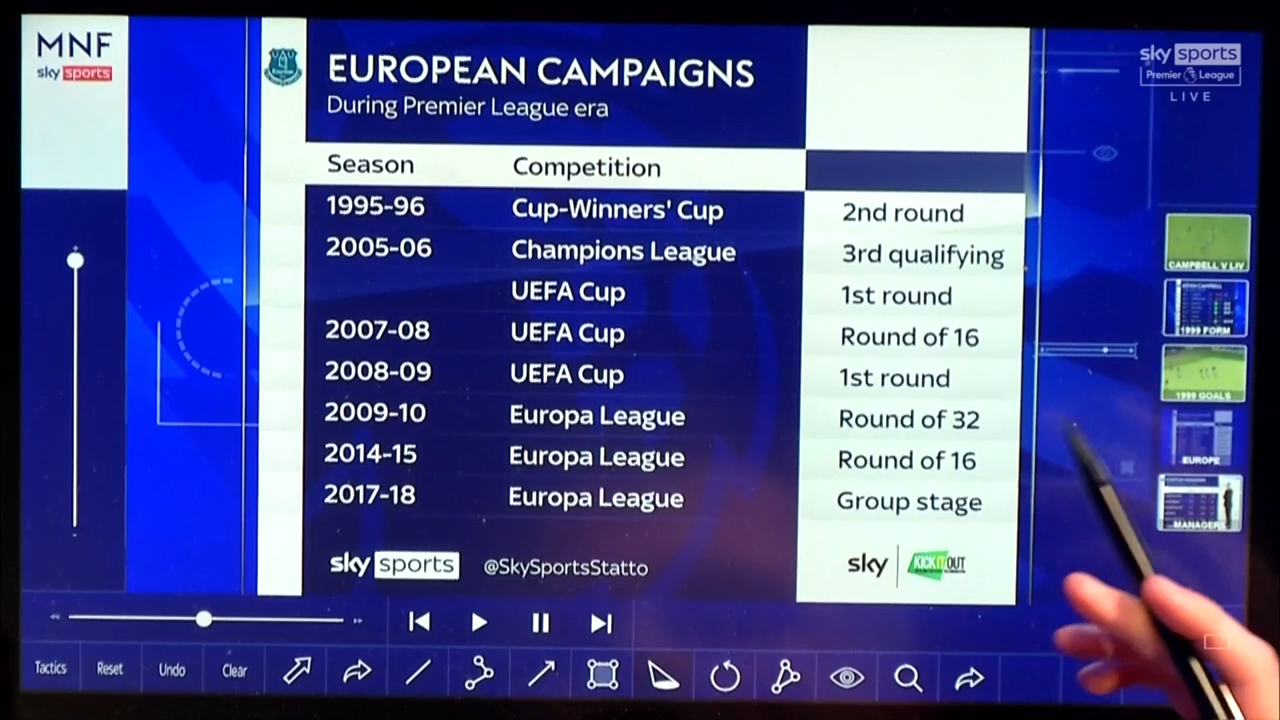 MNF
sky sports
Everton
EUROPEAN CAMPAIGNS
During Premier League era
sky sports
Premier League
LIVE
Season Competition
1995-96 Cup-Winners' Cup 2nd round
2005-06 Champions League 3rd qualifying
UEFA Cup 1st round
2007-08 UEFA Cup Round of 16
2008-09 UEFA Cup 1st round
2009-10 Europa League Round of 32
2014-15 Europa League Round of 16
2017-18 Europa League Group stage
sky sports @SkySportsStatto sky KICK IT OUT
CAMPBELL V LIV
1999 FORM
1999 GOALS
EUROPE
MANAGERS
Tactics Reset Undo Clear